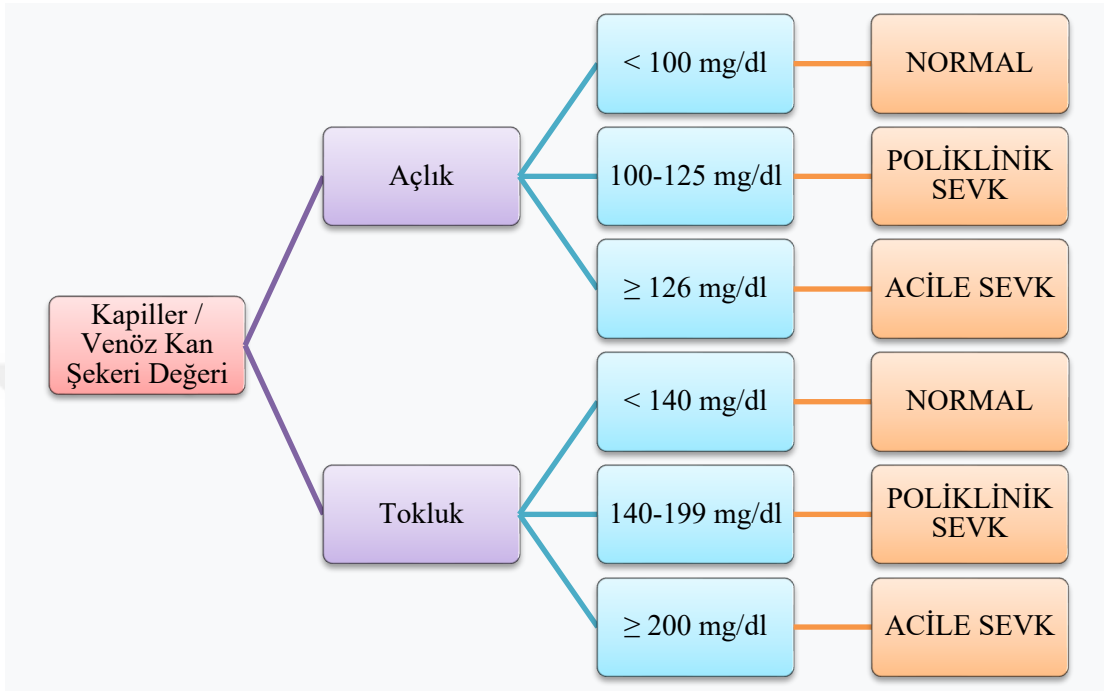 Kapiller /
Venöz Kan
Şekeri Değeri
Açlık
< 100 mg/dl
NORMAL
100-125 mg/dl
POLİKLİNİK
SEVK
≥ 126 mg/dl
ACİLE SEVK
Tokluk
< 140 mg/dl
NORMAL
140-199 mg/dl
POLİKLİNİK
SEVK
≥ 200 mg/dl
ACİLE SEVK